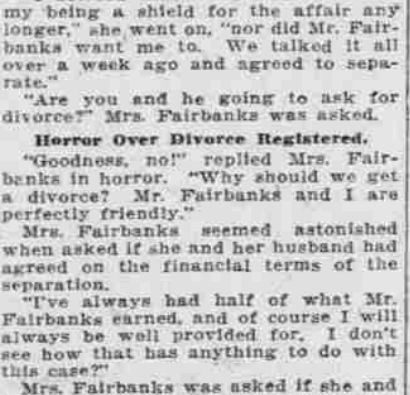 my being a shield for the affair any
longer," she went on, "nor did Mr. Fair-
banks want me to. We talked it all
over a week ago and agreed to sepa-
rate."
"Are you and he going to ask for
divorce?" Mrs. Fairbanks was asked.
Horror Over Divorce Registered.
"Goodness, no!" replied Mrs. Fair-
banks in horror. "Why should we get
a divorce? Mr. Fairbanks and I are
perfectly friendly."
Mrs. Fairbanks seemed astonished
when asked if she and her husband had
agreed on the financial terms of the
separation.
"I've always had half of what Mr.
Fairbanks earned, and of course I will
always be well provided for. I don't
see how that has anything to do with
this case?"
Mrs. Fairbanks was asked if she and